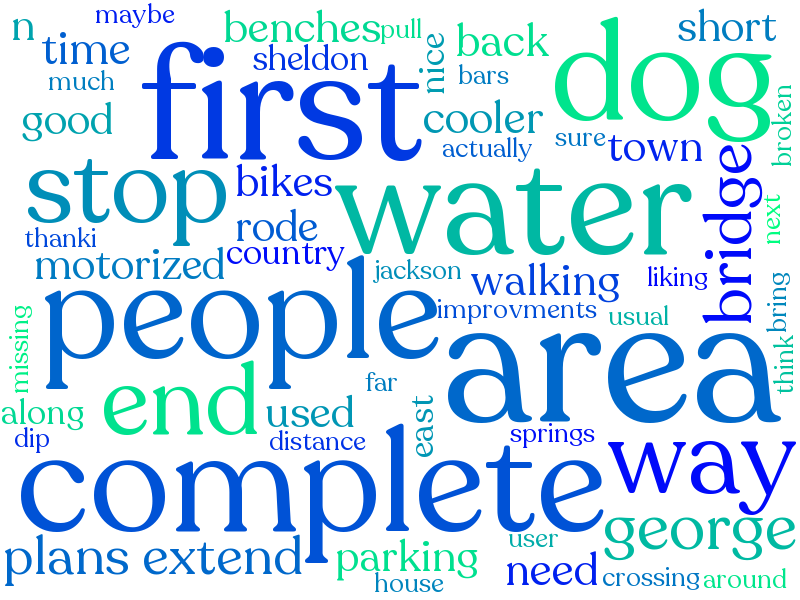 n
maybe
benches
pull
short
time
sheldon
nice
back
dog
much
first
bars
good
cooler
broken
actually
sure
town
stop
bikes
water
bridge
rode
next
thanki
country
motorized
jackson
walking
liking
bring
people
improvments
usual
missing
area
think
far
end
along
used
east
dip
distance
springs
way
complete
george
plans extend
parking
user
need
house
crossing
around